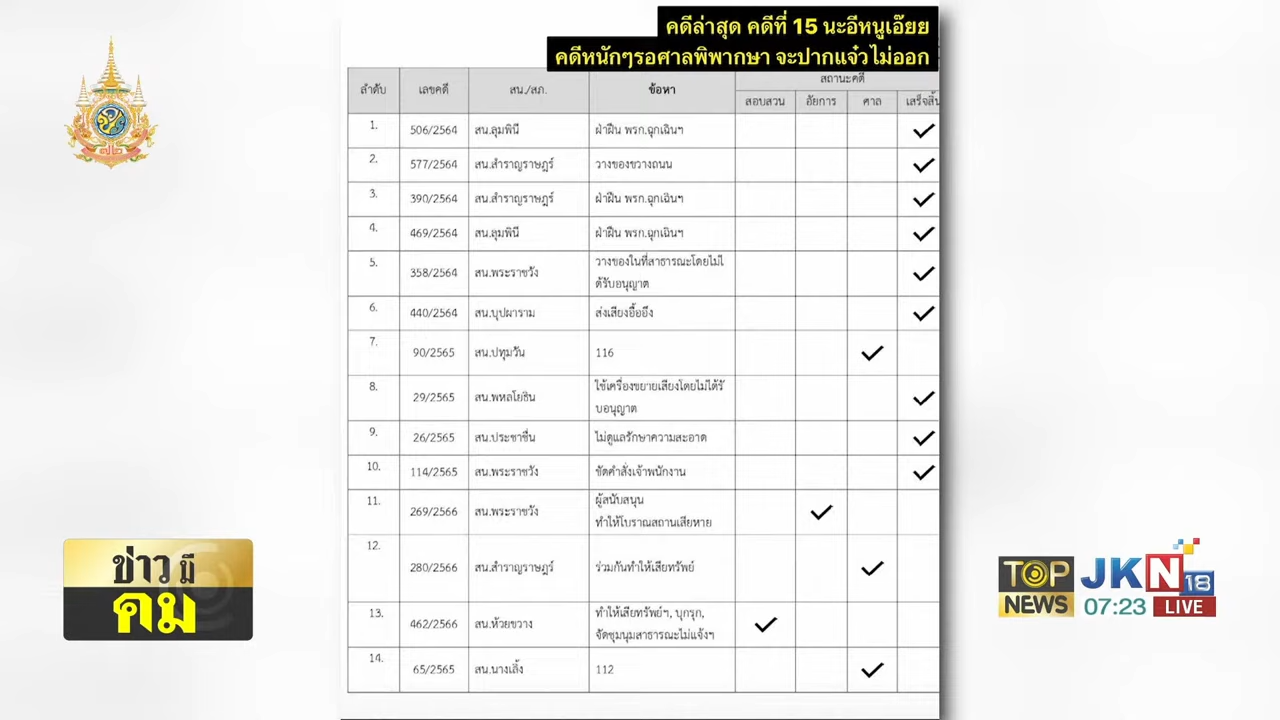 คดีล่าสุด คดีที่ 15 นะอีหนูเอ๊ยย
คดีหนักๆรอศาลพิพากษา จะปากแจ๋วไม่ออก
ลำดับ เลขคดี สน./สภ. ข้อหา สถานะคดี
สอบสวน อัยการ ศาล เสร็จสิ้น
1. 506/2564 สน.ลุมพินี ฝ่าฝืน พรก.ฉุกเฉินฯ ✓
2. 577/2564 สน.สำราญราษฎร์ วางของขวางถนน ✓
3. 390/2564 สน.สำราญราษฎร์ ฝ่าฝืน พรก.ฉุกเฉินฯ ✓
4. 469/2564 สน.ลุมพินี ฝ่าฝืน พรก.ฉุกเฉินฯ ✓
5. 358/2564 สน.พระราชวัง วางของในที่สาธารณะโดยไม่ไ
ด้รับอนุญาต ✓
6. 440/2564 สน.บุปผาราม ส่งเสียงอื้ออึง ✓
7. 90/2565 สน.ปทุมวัน 116 ✓
8. 29/2565 สน.พหลโยธิน ใช้เครื่องขยายเสียงโดยไม่ได้รั
บอนุญาต ✓
9. 26/2565 สน.ประชาชื่น ไม่ดูแลรักษาความสะอาด ✓
10. 114/2565 สน.พระราชวัง ขัดคำสั่งเจ้าพนักงาน ✓
11. 269/2566 สน.พระราชวัง ผู้สนับสนุน
ทำให้โบราณสถานเสียหาย ✓
12. 280/2566 สน.สำราญราษฎร์ ร่วมกันทำให้เสียทรัพย์ ✓
13. 462/2566 สน.ห้วยขวาง ทำให้เสียทรัพย์ฯ, บุกรุก,
จัดชุมนุมสาธารณะไม่แจ้งฯ ✓
14. 65/2565 สน.นางเลิ้ง 112 ✓
ข่าวมี
คม
TOP
NEWS
JKN18
07:23 LIVE